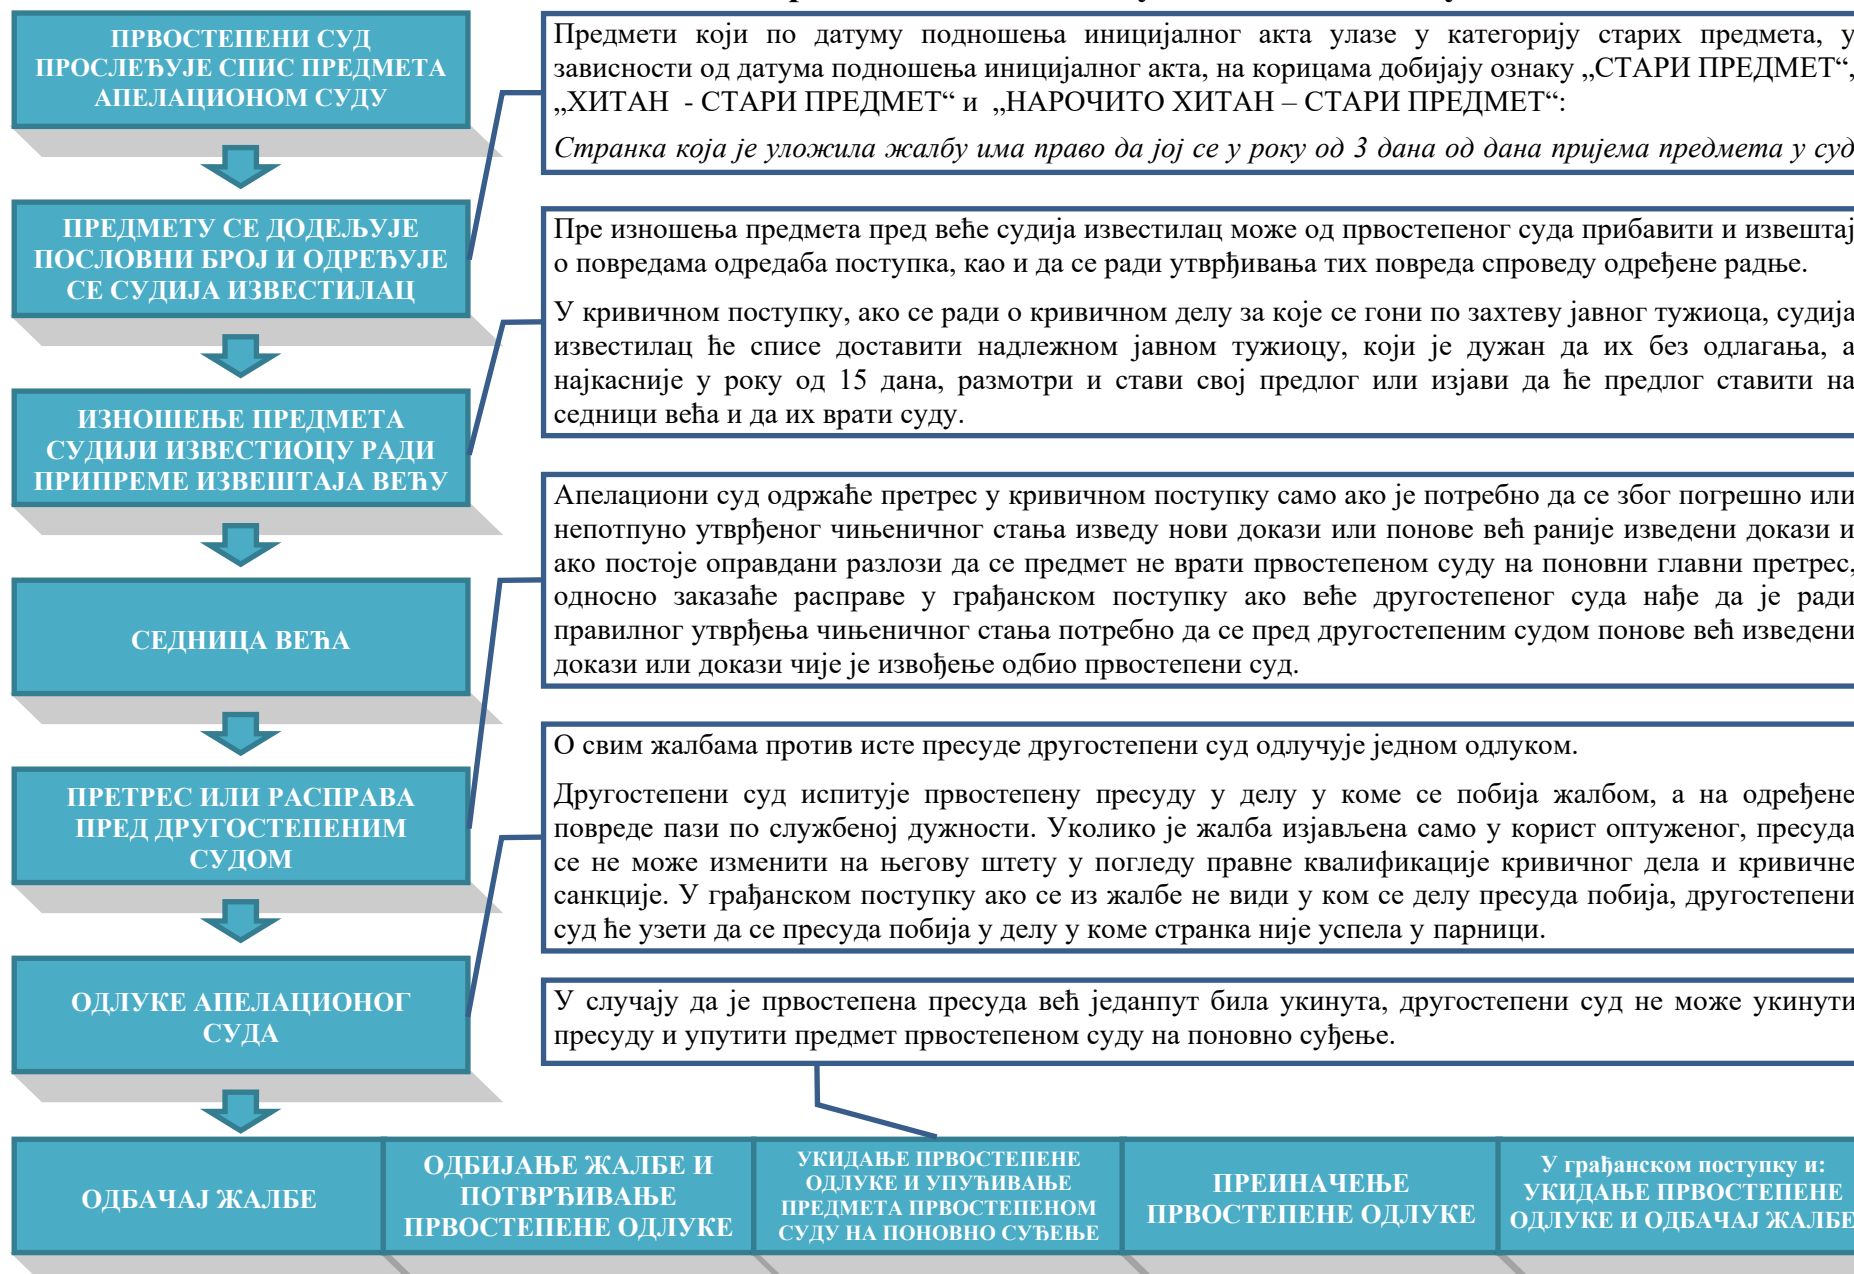 ПРВОСТЕПЕНИ СУД
ПРОСЛЕЂУЈЕ СПИС ПРЕДМЕТА
АПЕЛАЦИОНОМ СУДУ
Предмети који по датуму подношења иницијалног акта улазе у категорију старих предмета, у
зависности од датума подношења иницијалног акта, на корицама добијају ознаку „СТАРИ ПРЕДМЕТ“,
„ХИТАН - СТАРИ ПРЕДМЕТ“ и „НАРОЧИТО ХИТАН – СТАРИ ПРЕДМЕТ“:
Странка која је уложила жалбу има право да јој се у року од 3 дана од дана пријема предмета у суд
ПРЕДМЕТУ СЕ ДОДЕЉУЈЕ
ПОСЛОВНИ БРОЈ И ОДРЕЂУЈЕ
СЕ СУДИЈА ИЗВЕСТИЛАЦ
Пре изношења предмета пред веће судија известилац може од првостепеног суда прибавити и извештај
о повредама одредаба поступка, као и да се ради утврђивања тих повреда спроведу одређене радње.
У кривичном поступку, ако се ради о кривичном делу за које се гони по захтеву јавног тужиоца, судија
известилац ће списе доставити надлежном јавном тужиоцу, који је дужан да их без одлагања, а
најкасније у року од 15 дана, размотри и стави свој предлог или изјави да ће предлог ставити на
седници већа и да их врати суду.
ИЗНОШЕЊЕ ПРЕДМЕТА
СУДИЈИ ИЗВЕСТИОЦУ РАДИ
ПРИПРЕМЕ ИЗВЕШТАЈА ВЕЋУ
Апелациони суд одржаће претрес у кривичном поступку само ако је потребно да се због погрешно или
непотпуно утврђеног чињеничног стања изведу нови докази или понове већ раније изведени докази и
ако постоје оправдани разлози да се предмет не врати првостепеном суду на поновни главни претрес,
односно заказаће расправе у грађанском поступку ако веће другостепеног суда нађе да је ради
правилног утврђења чињеничног стања потребно да се пред другостепеним судом понове већ изведени
докази или докази чије је извођење одбио првостепени суд.
СЕДНИЦА ВЕЋА
О свим жалбама против исте пресуде другостепени суд одлучује једном одлуком.
Другостепени суд испитује првостепену пресуду у делу у коме се побија жалбом, а на одређене
повреде пази по службеној дужности. Уколико је жалба изјављена само у корист оптуженог, пресуда
се не може изменити на његову штету у погледу правне квалификације кривичног дела и кривичне
санкције. У грађанском поступку ако се из жалбе не види у ком се делу пресуда побија, другостепени
суд ће узети да се пресуда побија у делу у коме странка није успела у парници.
ПРЕТРЕС ИЛИ РАСПРАВА
ПРЕД ДРУГОСТЕПЕНИМ
СУДОМ
ОДЛУКЕ АПЕЛАЦИОНОГ
СУДА
У случају да је првостепена пресуда већ једанпут била укинута, другостепени суд не може укинути
пресуду и упутити предмет првостепеном суду на поновно суђење.
ОДБАЧАЈ ЖАЛБЕ
ОДБИЈАЊЕ ЖАЛБЕ И
ПОТВРЂИВАЊЕ
ПРВОСТЕПЕНЕ ОДЛУКЕ
УКИДАЊЕ ПРВОСТЕПЕНЕ
ОДЛУКЕ И УПУЋИВАЊЕ
ПРЕДМЕТА ПРВОСТЕПЕНОМ
СУДУ НА ПОНОВНО СУЂЕЊЕ
ПРЕИНАЧЕЊЕ
ПРВОСТЕПЕНЕ ОДЛУКЕ
У грађанском поступку и:
УКИДАЊЕ ПРВОСТЕПЕНЕ
ОДЛУКЕ И ОДБАЧАЈ ЖАЛБЕ